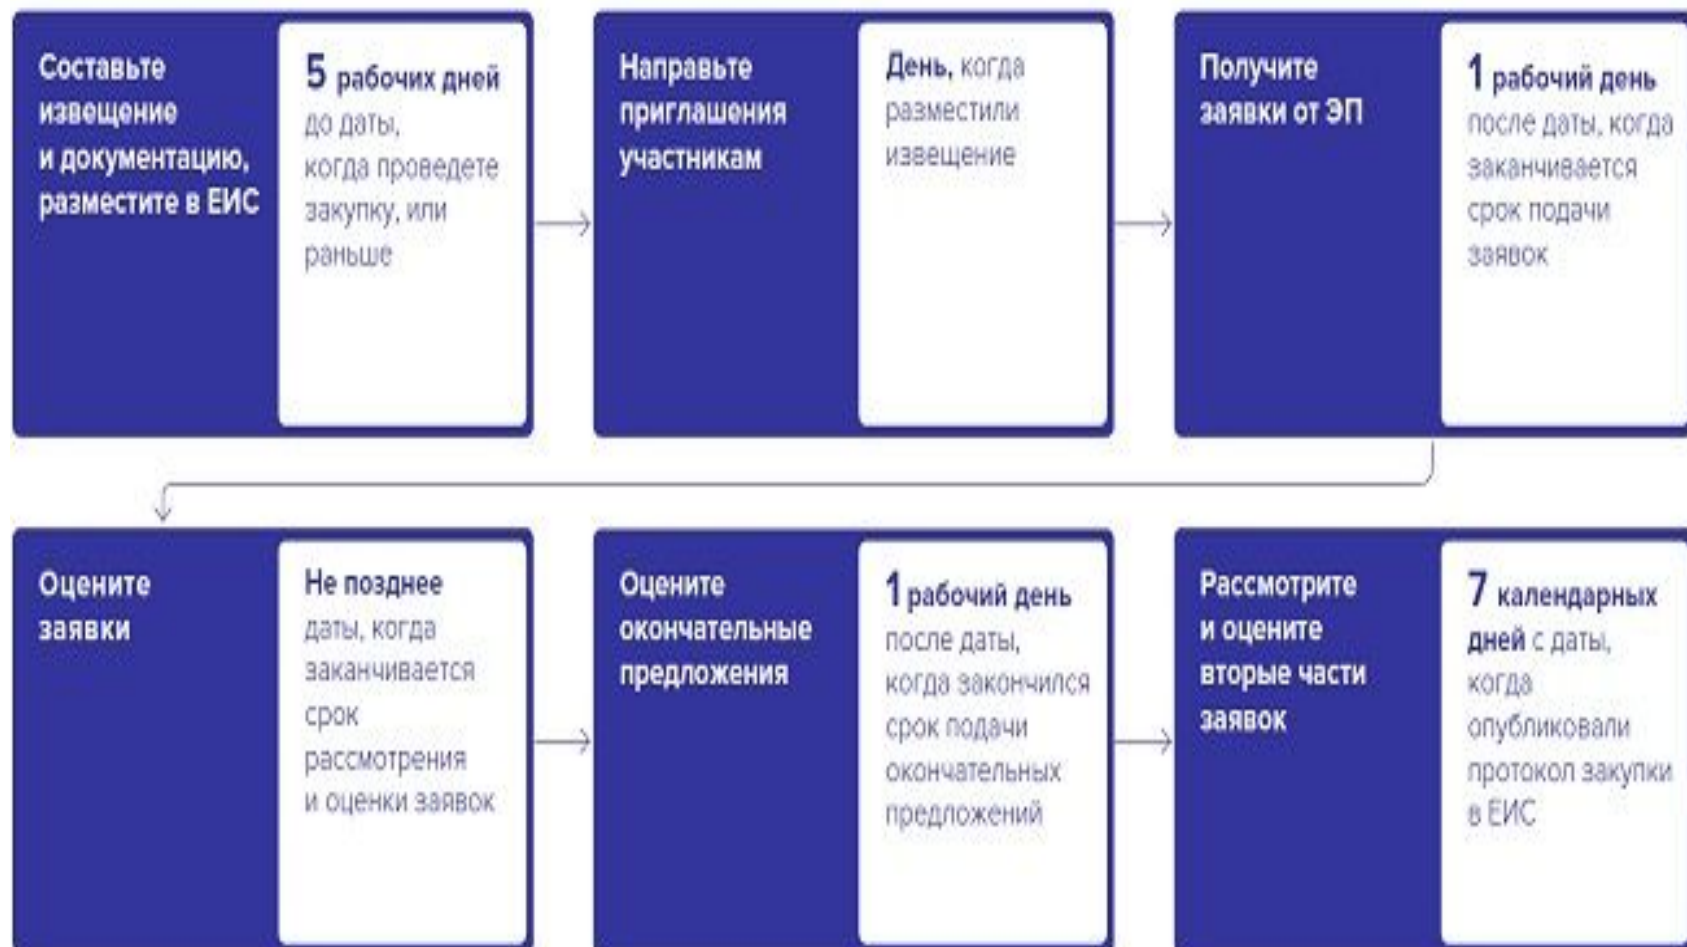 Составьте
извещение
и документацию,
разместите в ЕИС
5 рабочих дней
до даты,
когда проведете
закупку, или
раньше
Направьте
приглашения
участникам
День, когда
разместили
извещение
Получите
заявки от ЭП
1 рабочий день
после даты, когда
заканчивается
срок подачи
заявок
Оцените
заявки
Не позднее
даты, когда
заканчивается
срок
рассмотрения
и оценки заявок
Оцените
окончательные
предложения
1 рабочий день
после даты,
когда закончился
срок подачи
окончательных
предложений
Рассмотрите
и оцените
вторые части
заявок
7 календарных
дней с даты,
когда
опубликовали
протокол закупки
в ЕИС